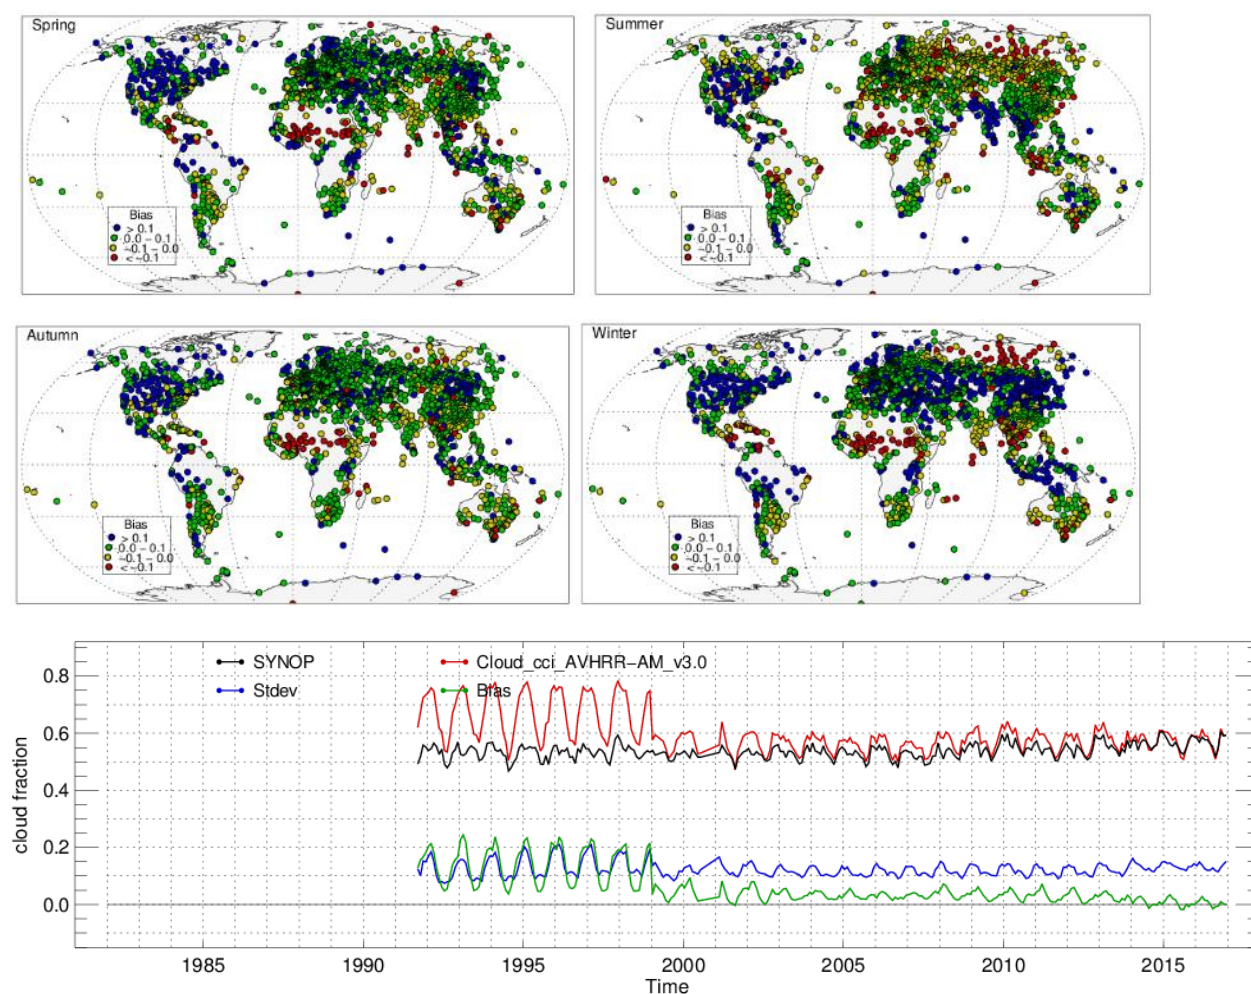 Spring
Summer
Bias
> 0.1
0.0 − 0.1
−0.1 − 0.0
< −0.1
Bias
> 0.1
0.0 − 0.1
−0.1 − 0.0
< −0.1
Autumn
Winter
Bias
> 0.1
0.0 − 0.1
−0.1 − 0.0
< −0.1
Bias
> 0.1
0.0 − 0.1
−0.1 − 0.0
< −0.1
SYNOP
Cloud_cci_AVHRR−AM_v3.0
Stdev
Bias
0.8
0.6
0.4
0.2
0.0
cloud fraction
1985
1990
1995
2000
2005
2010
2015
Time